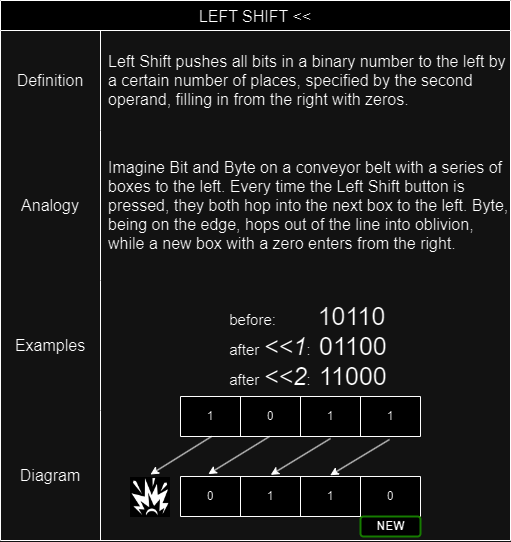 LEFT SHIFT <<
Definition
Left Shift pushes all bits in a binary number to the left by
a certain number of places, specified by the second
operand, filling in from the right with zeros.
Analogy
Imagine Bit and Byte on a conveyor belt with a series of
boxes to the left. Every time the Left Shift button is
pressed, they both hop into the next box to the left. Byte,
being on the edge, hops out of the line into oblivion,
while a new box with a zero enters from the right.
Examples
before: 10110
after <<1: 01100
after <<2: 11000
Diagram
1 0 1 1
0 1 1 0
NEW